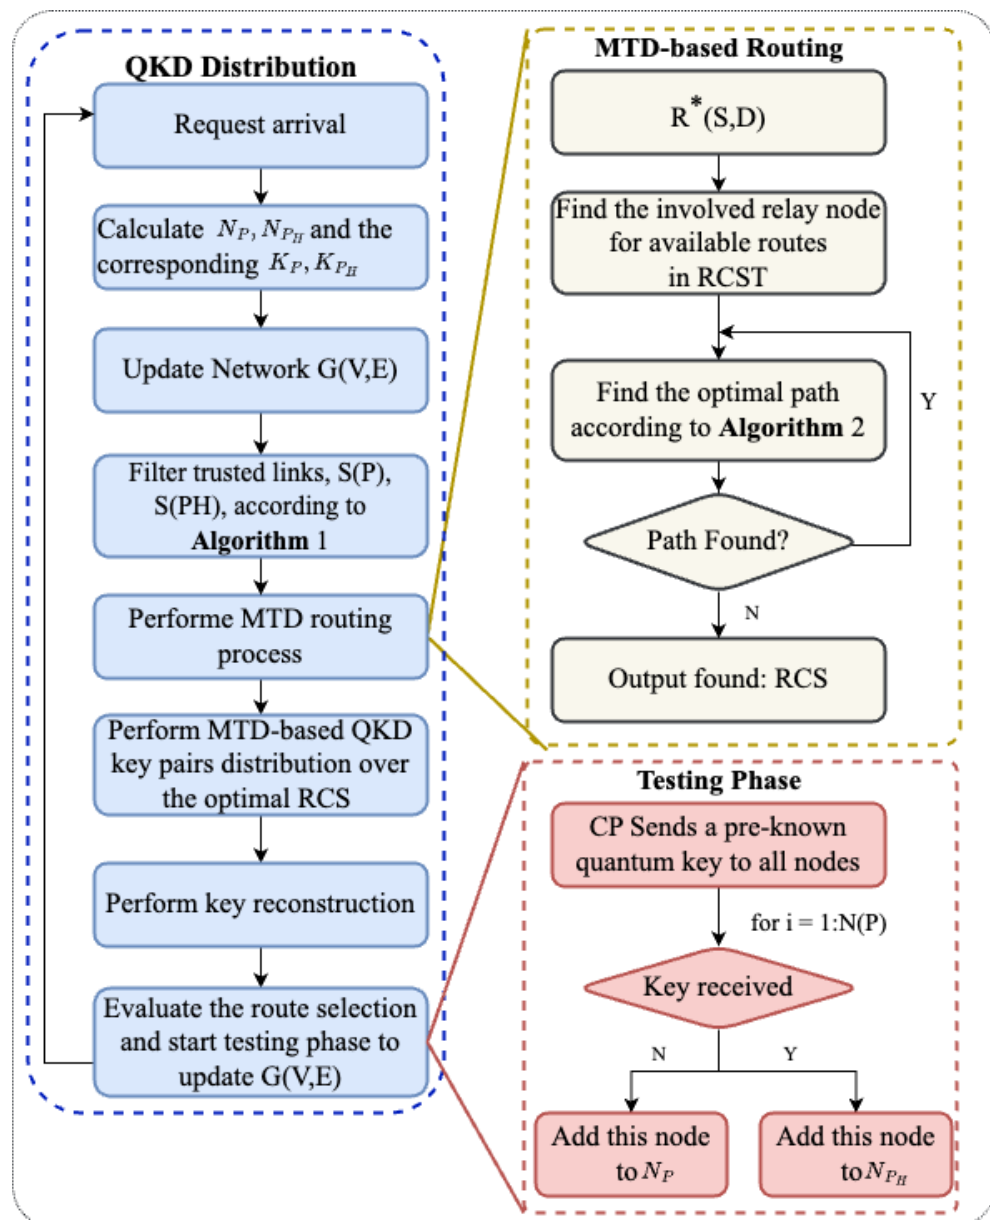 QKD Distribution
Request arrival
Calculate N_P, N_{P_H} and the
corresponding K_P, K_{P_H}
Update Network G(V,E)
Filter trusted links, S(P),
S(PH), according to
Algorithm 1
Performe MTD routing
process
Perform MTD-based QKD
key pairs distribution over
the optimal RCS
Perform key reconstruction
Evaluate the route selection
and start testing phase to
update G(V,E)
MTD-based Routing
R*(S,D)
Find the involved relay node
for available routes
in RCST
Find the optimal path
according to Algorithm 2
Y
Path Found?
N
Output found: RCS
Testing Phase
CP Sends a pre-known
quantum key to all nodes
for i = 1:N(P)
Key received
N
Y
Add this node
to N_P
Add this node
to N_{P_H}